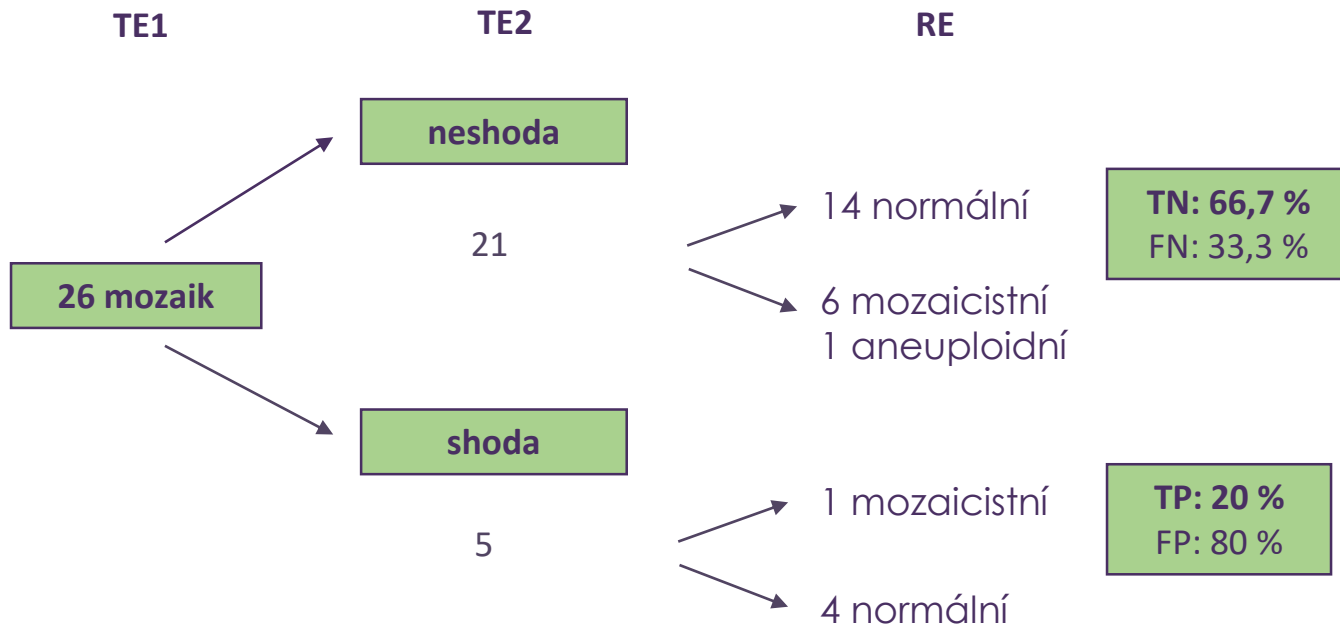 TE1
TE2
RE
neshoda
14 normální
TN: 66,7 %
FN: 33,3 %
21
26 mozaik
6 mozaicistní
1 aneuploidní
shoda
1 mozaicistní
TP: 20 %
FP: 80 %
5
4 normální